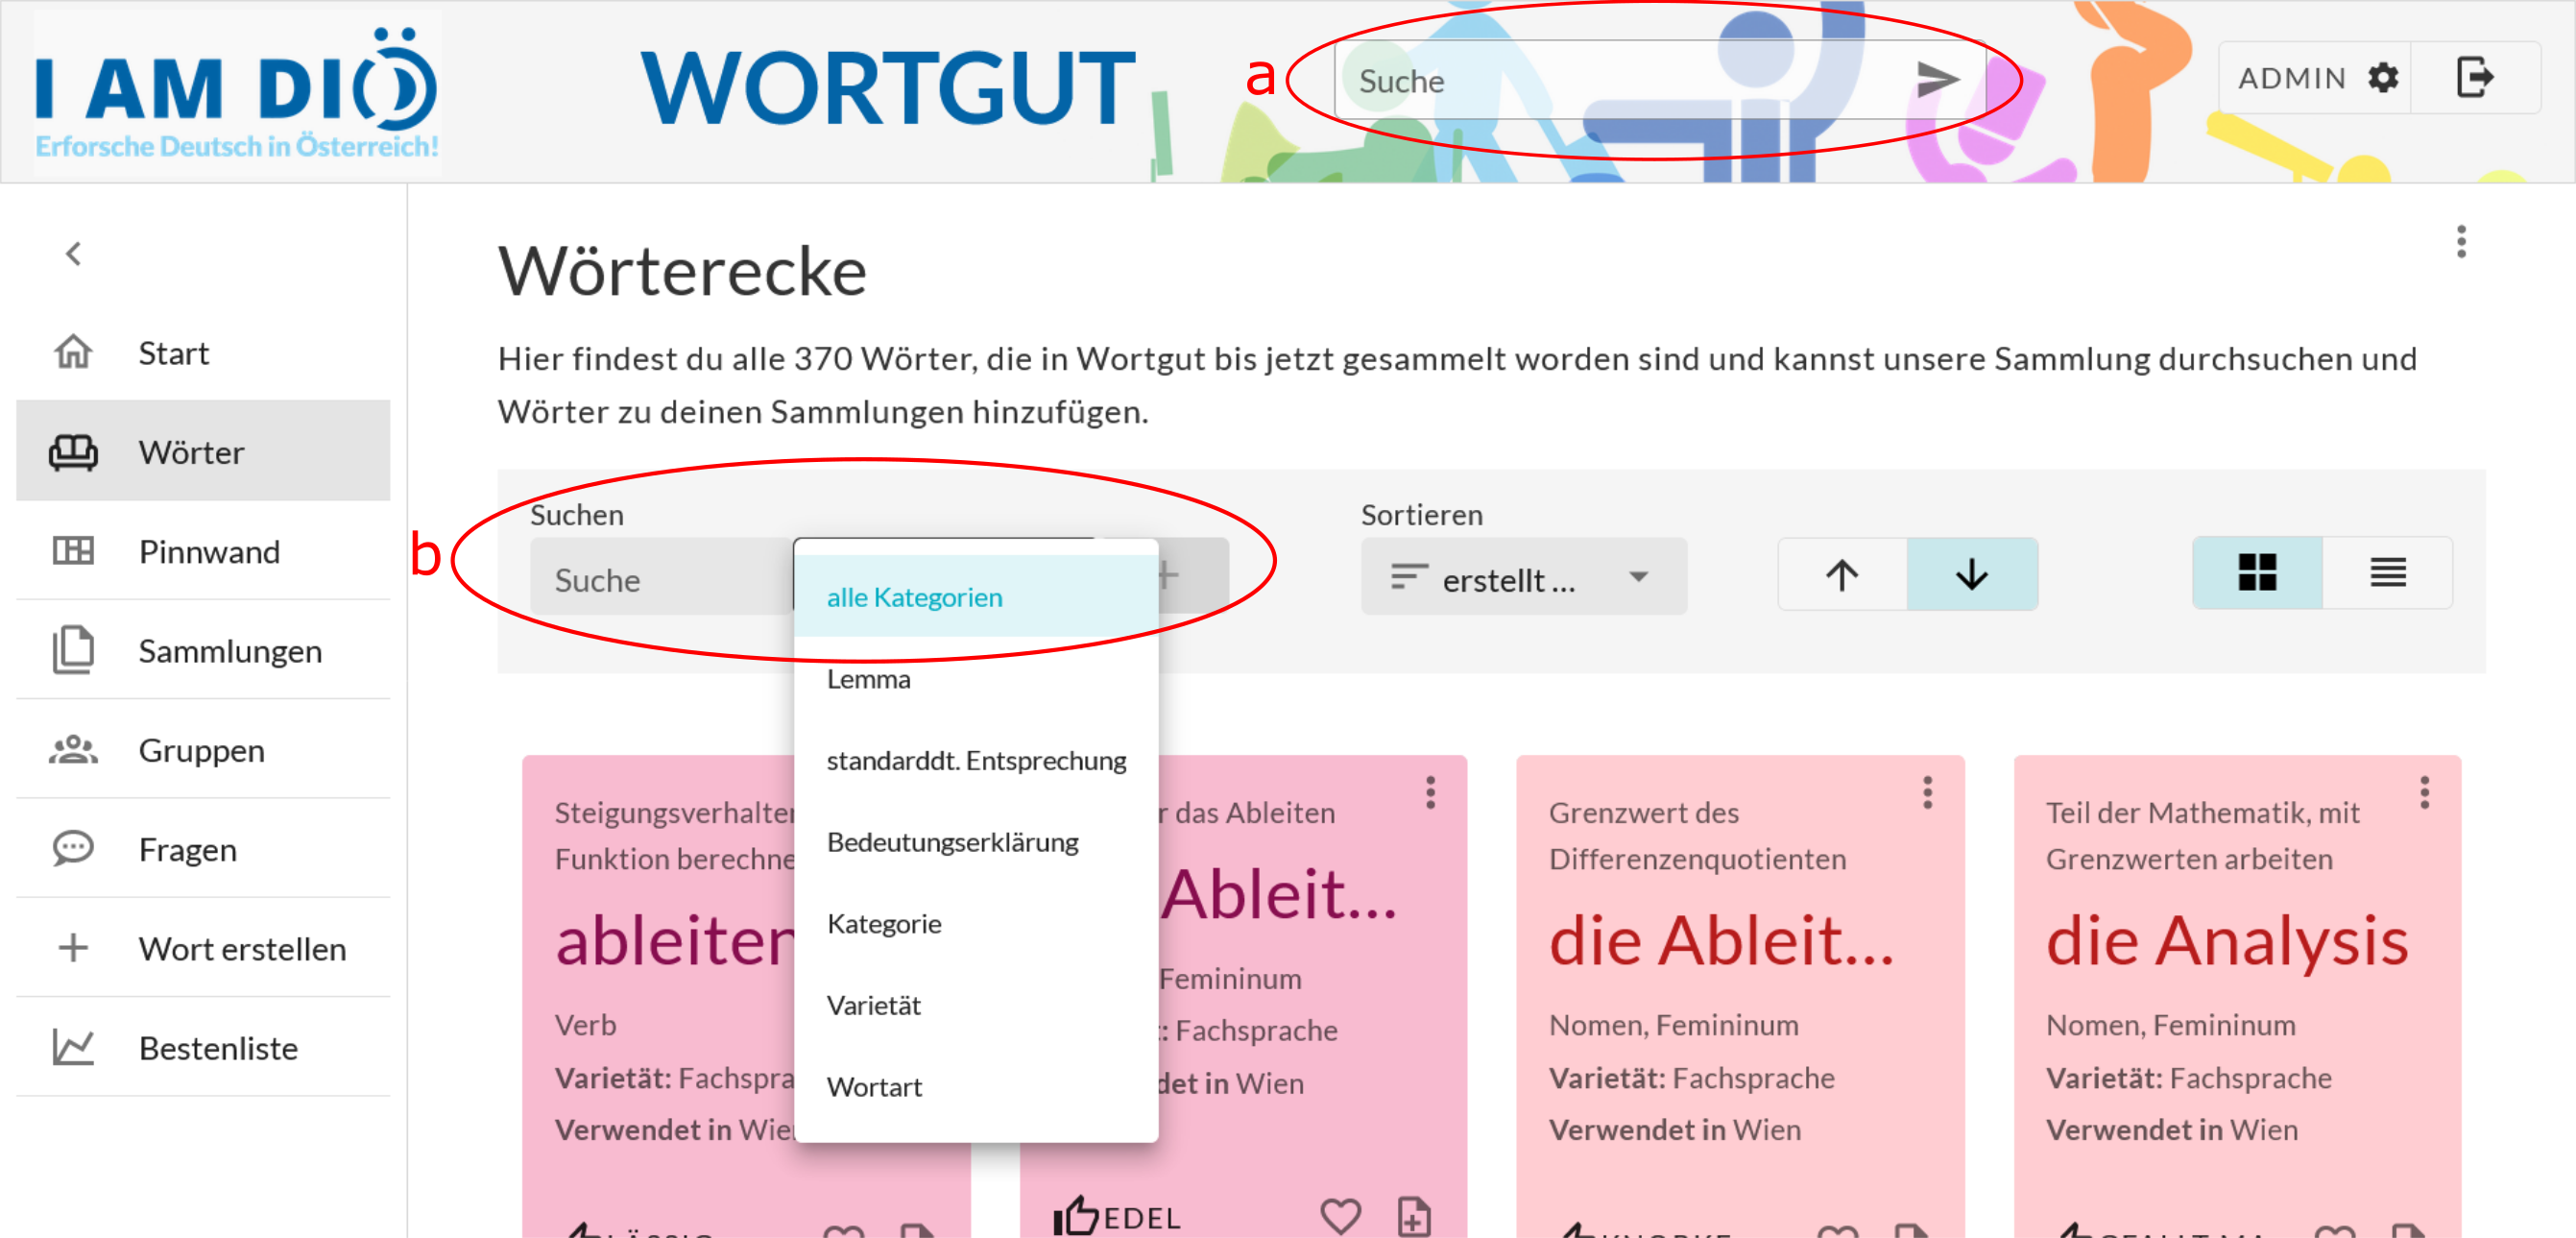 I AM DIÖ
Erforsche Deutsch in Österreich!
WORTGUT
a
Suche
ADMIN
Start
Wörter
Pinnwand
Sammlungen
Gruppen
Fragen
Wort erstellen
Bestenliste
Wörterecke
Hier findest du alle 370 Wörter, die in Wortgut bis jetzt gesammelt worden sind und kannst unsere Sammlung durchsuchen und
Wörter zu deinen Sammlungen hinzufügen.
b
Suchen
Suche
Sortieren
erstellt ...
alle Kategorien
Lemma
standarddt. Entsprechung
Bedeutungserklärung
Kategorie
Varietät
Wortart
Funktion
ableiten
Verb
Varietät:
Verwendet in
das Ableiten
Ableit...
Femininum
Fachsprache
in Wien
EDEL
Grenzwert des
Differenzenquotienten
die Ableit...
Nomen, Femininum
Varietät: Fachsprache
Verwendet in Wien
Teil der Mathematik, mit
Grenzwerten arbeiten
die Analysis
Nomen, Femininum
Varietät: Fachsprache
Verwendet in Wien